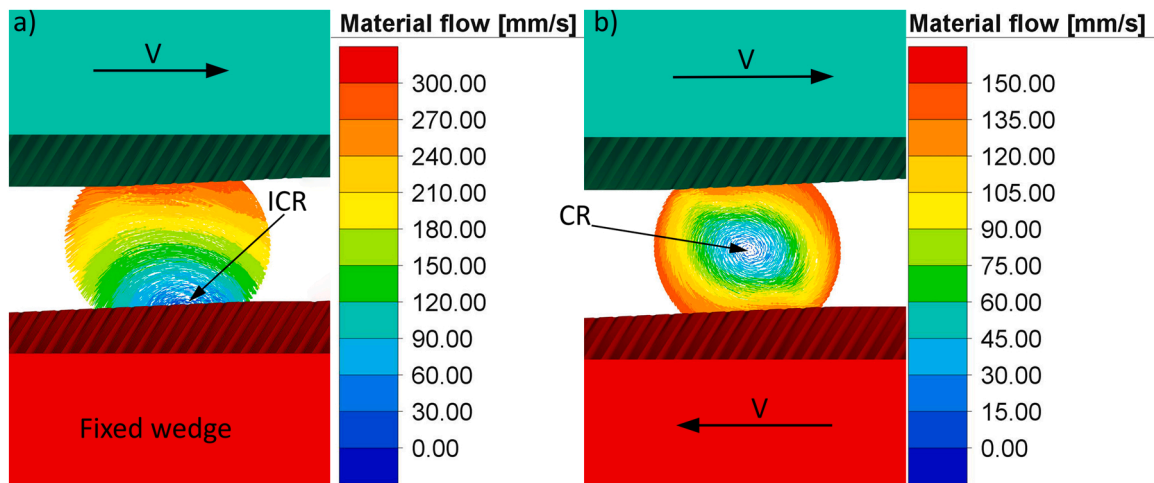 a)
V
ICR
Fixed wedge
Material flow [mm/s]
300.00
270.00
240.00
210.00
180.00
150.00
120.00
90.00
60.00
30.00
0.00
b)
V
CR
V
Material flow [mm/s]
150.00
135.00
120.00
105.00
90.00
75.00
60.00
45.00
30.00
15.00
0.00